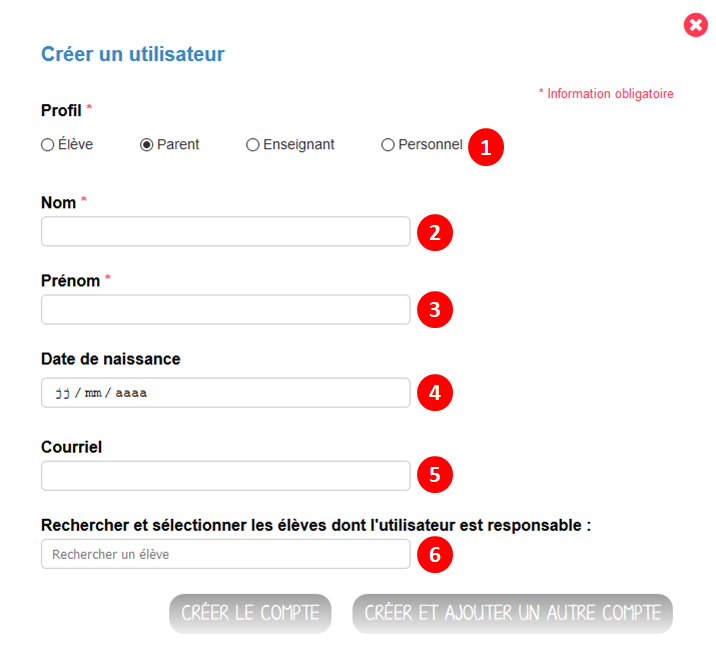 Créer un utilisateur
* Information obligatoire
Profil *
Élève Parent Enseignant Personnel 1
Nom *
2
Prénom *
3
Date de naissance
jj / mm / aaaa 4
Courriel
5
Rechercher et sélectionner les élèves dont l'utilisateur est responsable :
Rechercher un élève 6
CRÉER LE COMPTE CRÉER ET AJOUTER UN AUTRE COMPTE